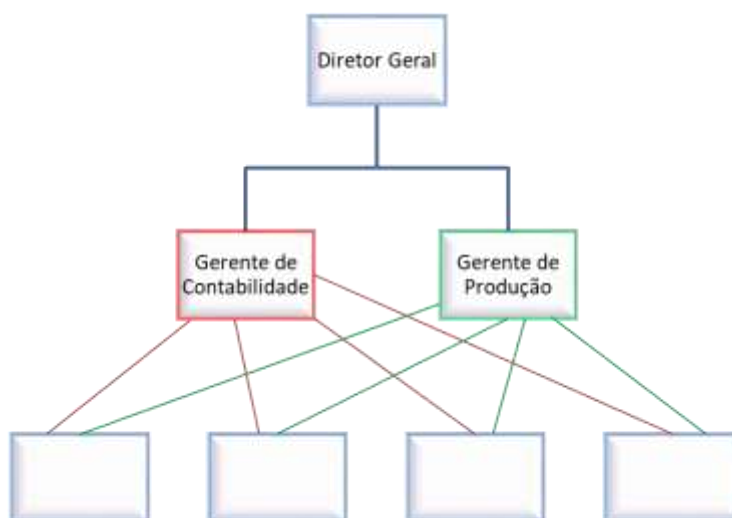 Diretor Geral
Gerente de
Contabilidade
Gerente de
Produção